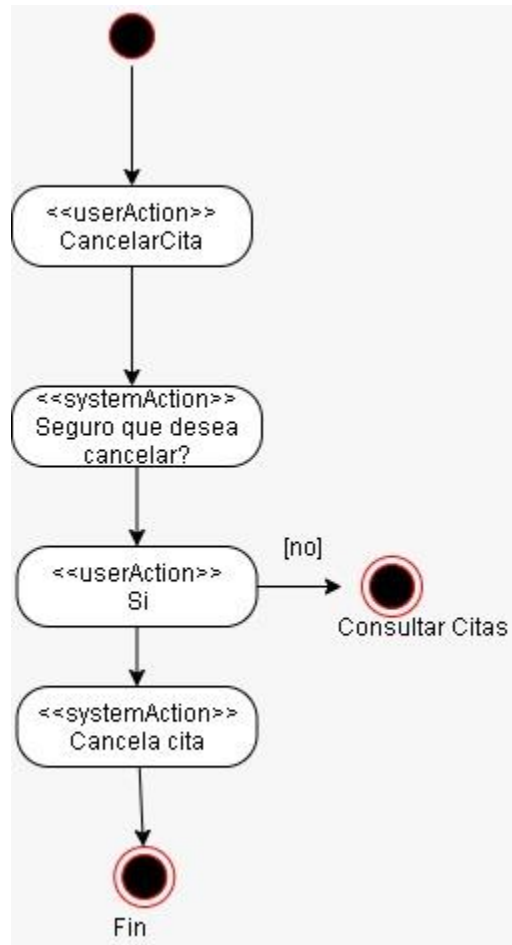 <<userAction>>
CancelarCita
<<systemAction>>
Seguro que desea
cancelar?
<<userAction>>
Si
[no]
Consultar Citas
<<systemAction>>
Cancela cita
Fin